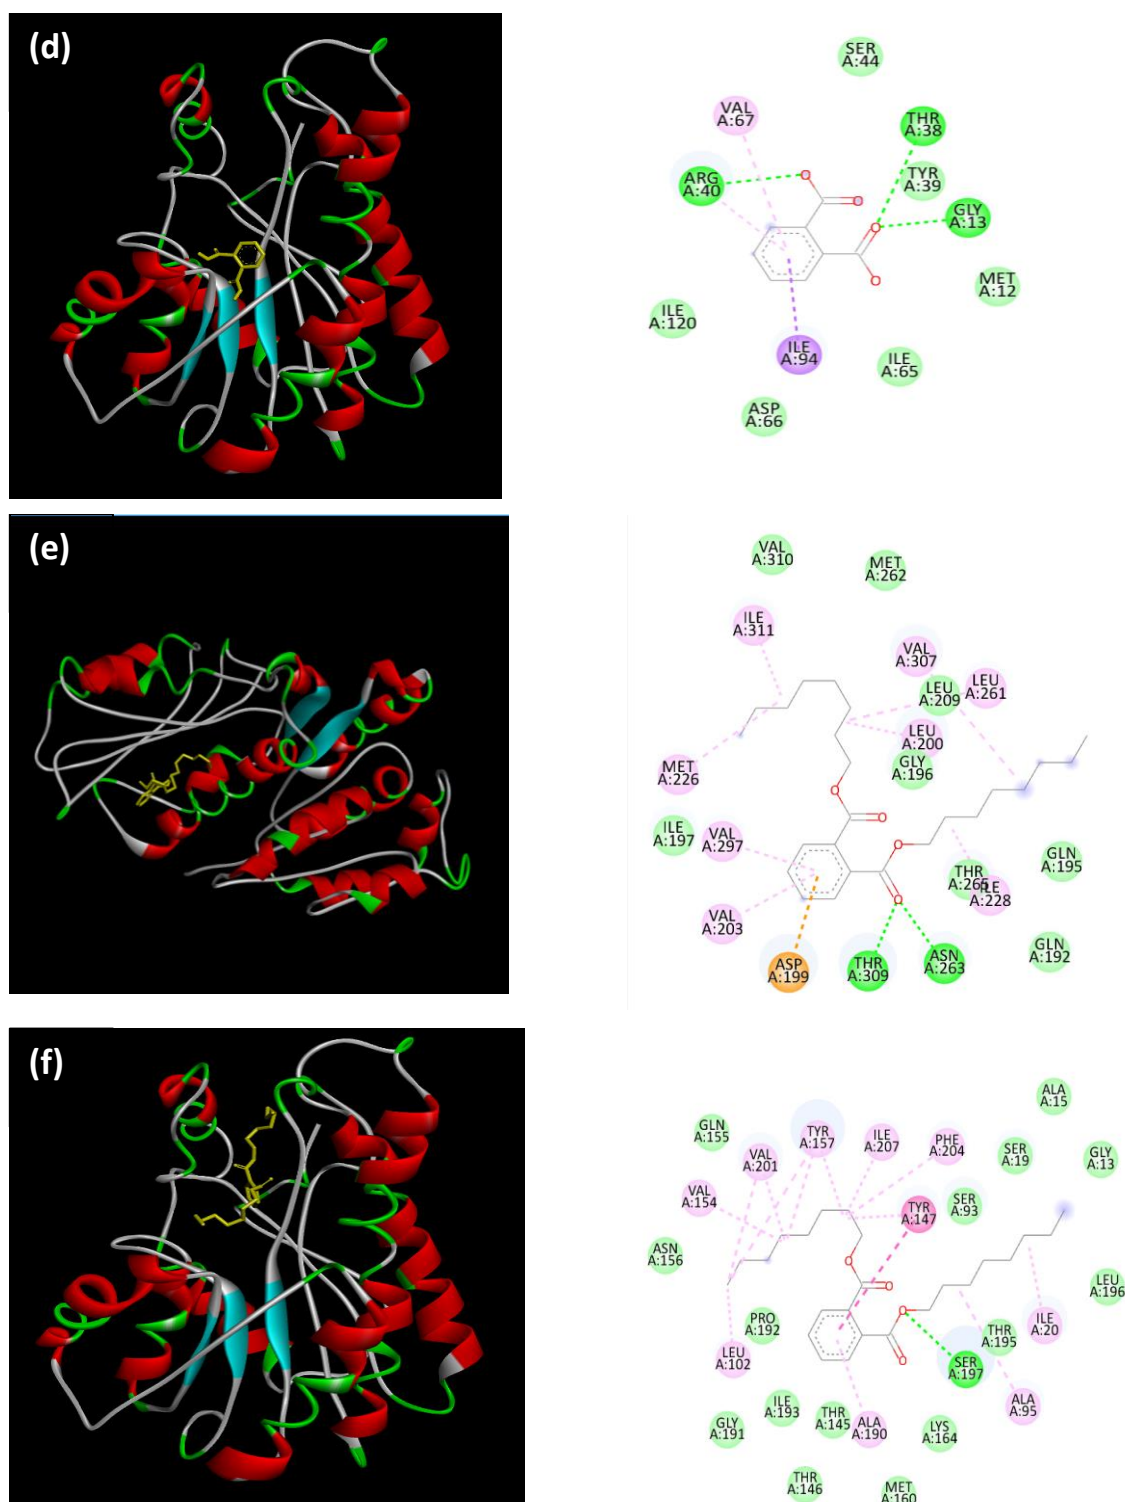 (d)
SER
A:44
VAL
A:67
THR
A:38
ARG
A:40
TYR
A:39
GLY
A:13
MET
A:12
ILE
A:120
ILE
A:94
ILE
A:65
ASP
A:66
O
O
O
O
(e)
VAL
A:310
MET
A:262
ILE
A:311
VAL
A:307
LEU
A:209
LEU
A:261
LEU
A:200
GLY
A:196
MET
A:226
ILE
A:197
VAL
A:297
THR
A:265
ILE
A:228
GLN
A:195
VAL
A:203
ASP
A:199
THR
A:309
ASN
A:263
GLN
A:192
O
O
O
O
(f)
ALA
A:15
GLN
A:155
TYR
A:157
ILE
A:207
PHE
A:204
VAL
A:201
SER
A:19
GLY
A:13
VAL
A:154
TYR
A:147
SER
A:93
ASN
A:156
LEU
A:196
PRO
A:192
THR
A:195
ILE
A:20
LEU
A:102
SER
A:197
ALA
A:95
ILE
A:193
THR
A:145
GLY
A:191
ALA
A:190
LYS
A:164
THR
A:146
MET
A:160
O
O
O
O